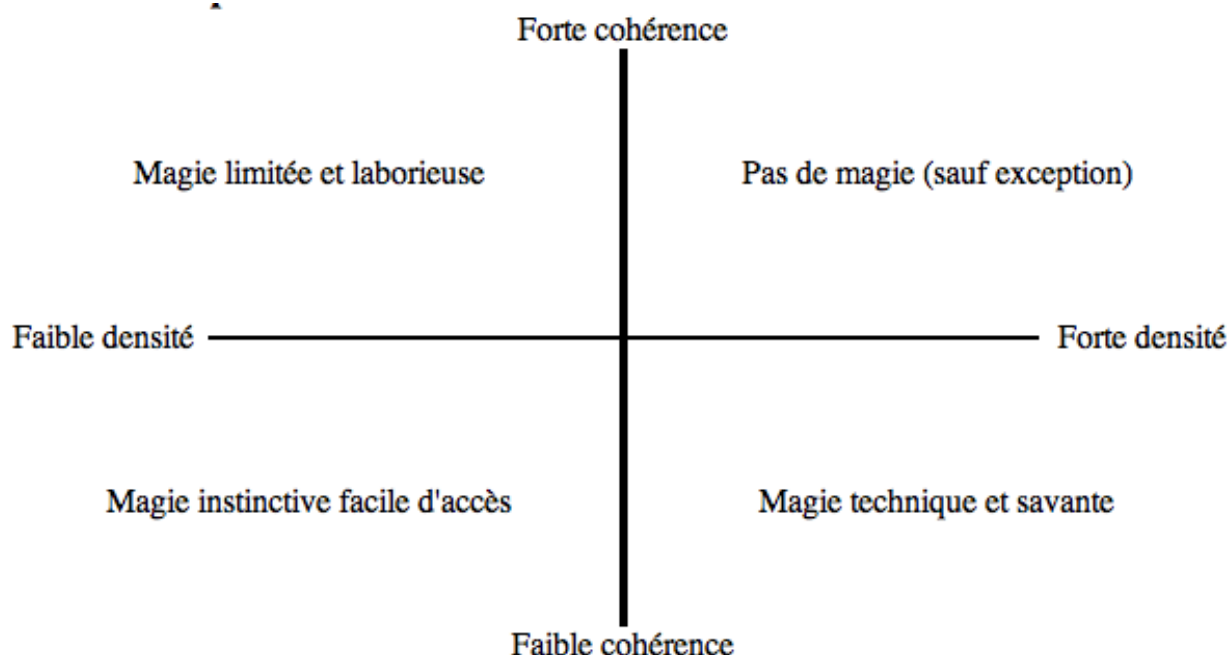 Forte cohérence
Magie limitée et laborieuse
Pas de magie (sauf exception)
Faible densité
Forte densité
Magie instinctive facile d'accès
Magie technique et savante
Faible cohérence